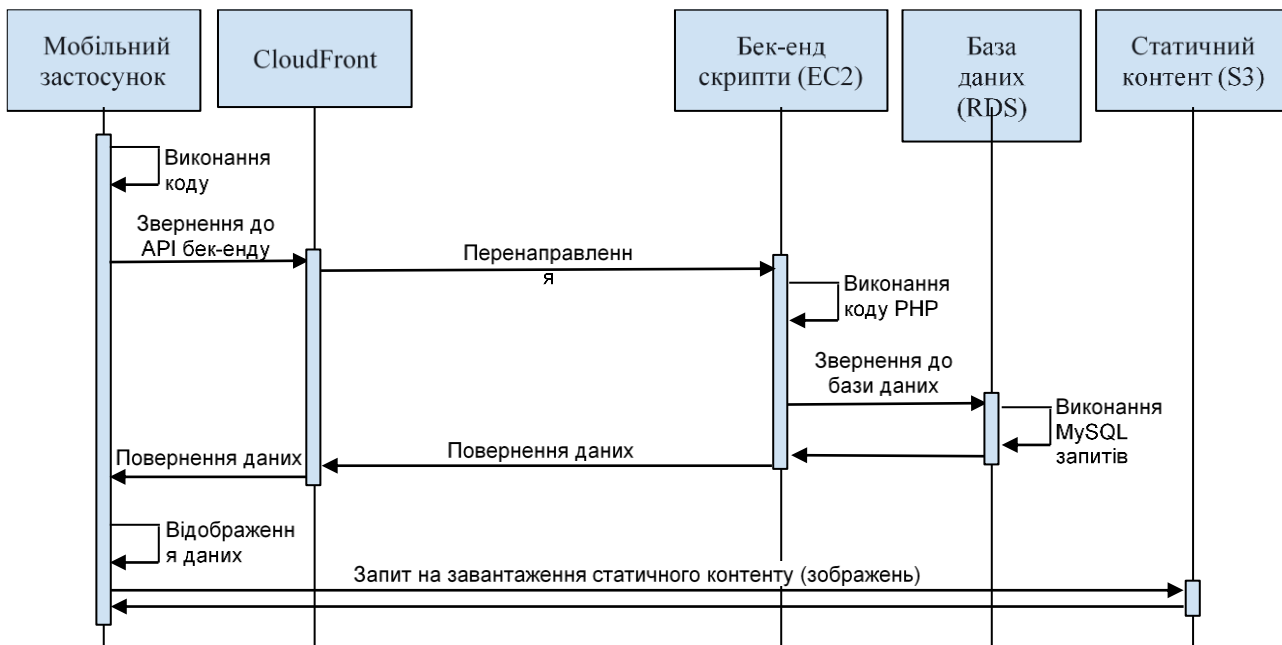 Мобільний
застосунок
CloudFront
Бек-енд
скрипти (EC2)
База
даних
(RDS)
Статичний
контент (S3)
Виконання
коду
Звернення до
API бек-енду
Перенаправленн
я
Виконання
коду PHP
Звернення до
бази даних
Виконання
MySQL
запитів
Повернення даних
Повернення даних
Відображенн
я даних
Запит на завантаження статичного контенту (зображень)